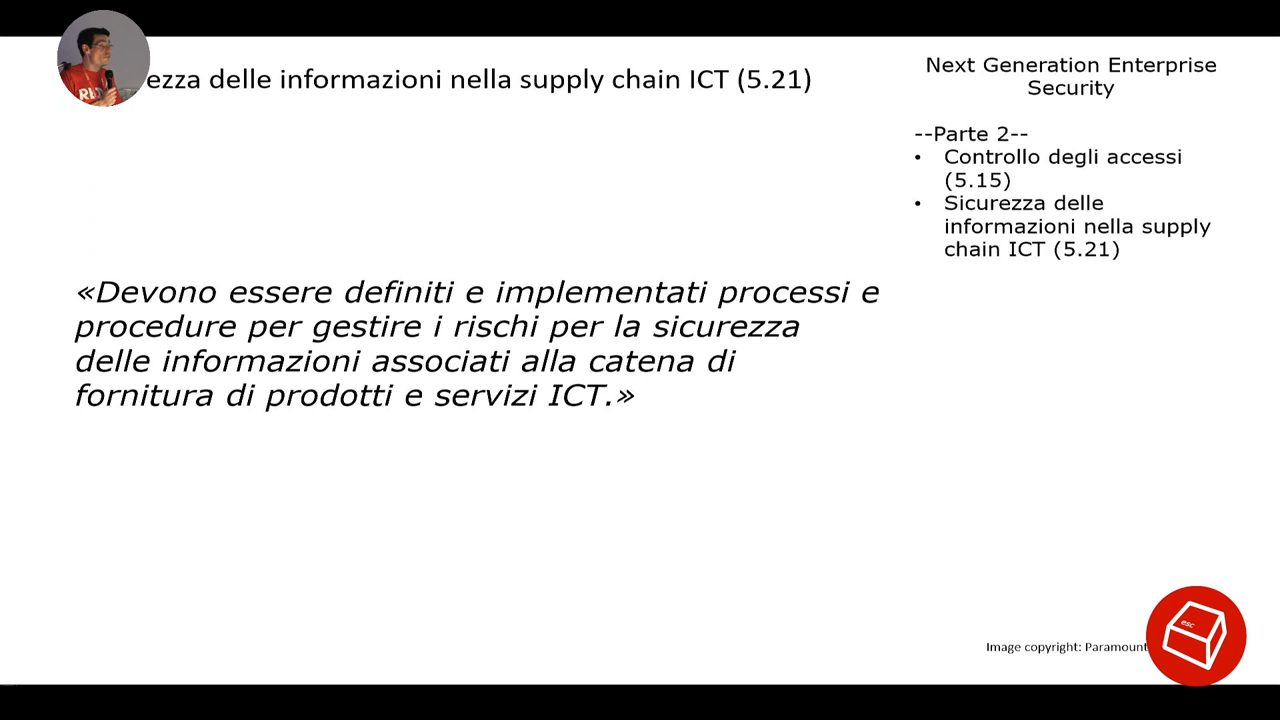 ezza delle informazioni nella supply chain ICT (5.21)
Next Generation Enterprise
Security
--Parte 2--
• Controllo degli accessi
(5.15)
• Sicurezza delle
informazioni nella supply
chain ICT (5.21)
«Devono essere definiti e implementati processi e
procedure per gestire i rischi per la sicurezza
delle informazioni associati alla catena di
fornitura di prodotti e servizi ICT.»
Image copyright: Paramount
esc